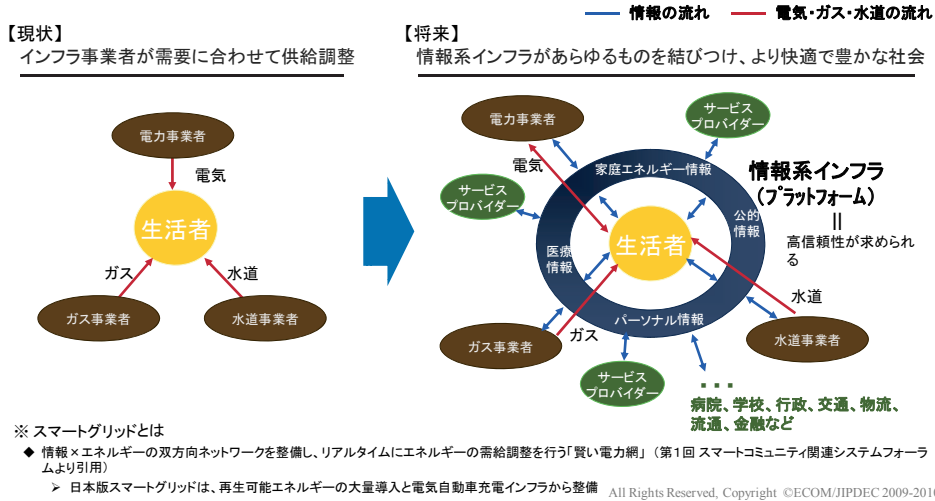 情報の流れ
電気・ガス・水道の流れ
【現状】
インフラ事業者が需要に合わせて供給調整
電力事業者
電気
生活者
ガス
水道
ガス事業者
水道事業者
【将来】
情報系インフラがあらゆるものを結びつけ、より快適で豊かな社会
電力事業者
サービス
プロバイダー
電気
家庭エネルギー情報
情報系インフラ
(プラットフォーム)
||
高信頼性が求められ
る
サービス
プロバイダー
公的
情報
生活者
医療
情報
水道
パーソナル情報
ガス事業者
ガス
水道事業者
サービス
プロバイダー
・・・
病院、学校、行政、交通、物流、
流通、金融など
※ スマートグリッドとは
◆ 情報×エネルギーの双方向ネットワークを整備し、リアルタイムにエネルギーの需給調整を行う「賢い電力網」 (第1回 スマートコミュニティ関連システムフォーラ
ムより引用)
➢ 日本版スマートグリッドは、再生可能エネルギーの大量導入と電気自動車充電インフラから整備
All Rights Reserved, Copyright ©ECOM/JIPDEC 2009-2010